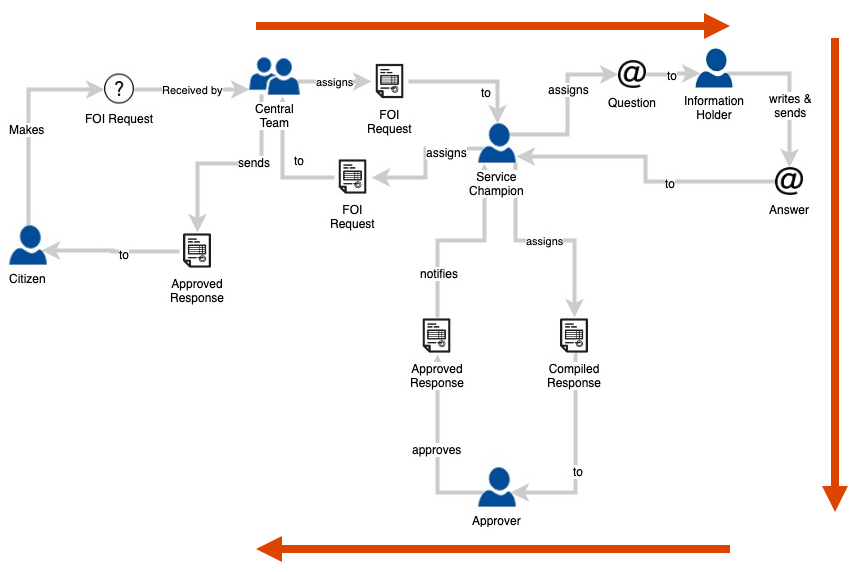 Makes
?
FOI Request
Received by
Central
Team
assigns
FOI
Request
to
Service
Champion
assigns
@
Question
to
Information
Holder
writes &
sends
@
Answer
to
assigns
FOI
Request
to
sends
Approved
Response
to
Citizen
assigns
Compiled
Response
to
Approver
approves
Approved
Response
notifies